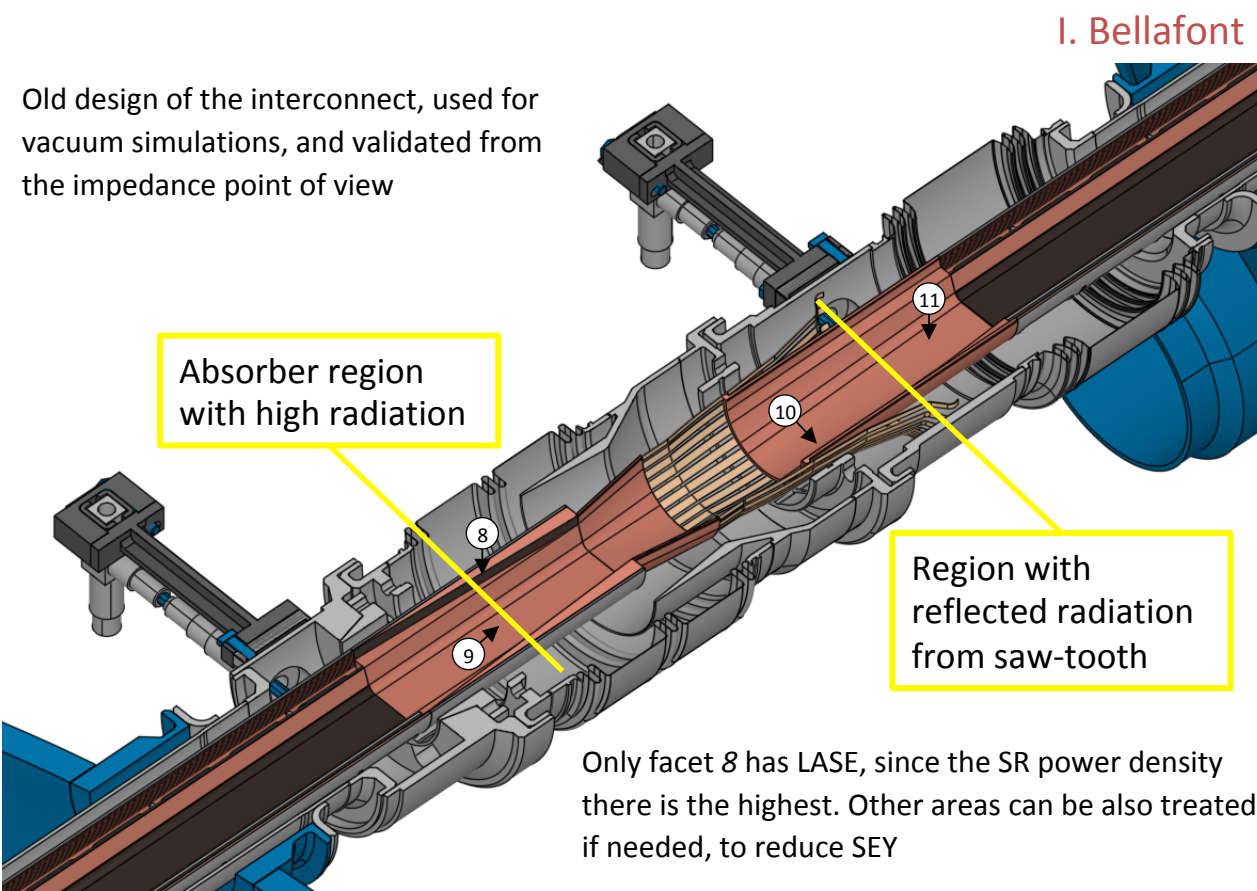 I. Bellafont
Old design of the interconnect, used for
vacuum simulations, and validated from
the impedance point of view
11
Absorber region
with high radiation
10
8
Region with
reflected radiation
from saw-tooth
9
Only facet 8 has LASE, since the SR power density
there is the highest. Other areas can be also treated
if needed, to reduce SEY